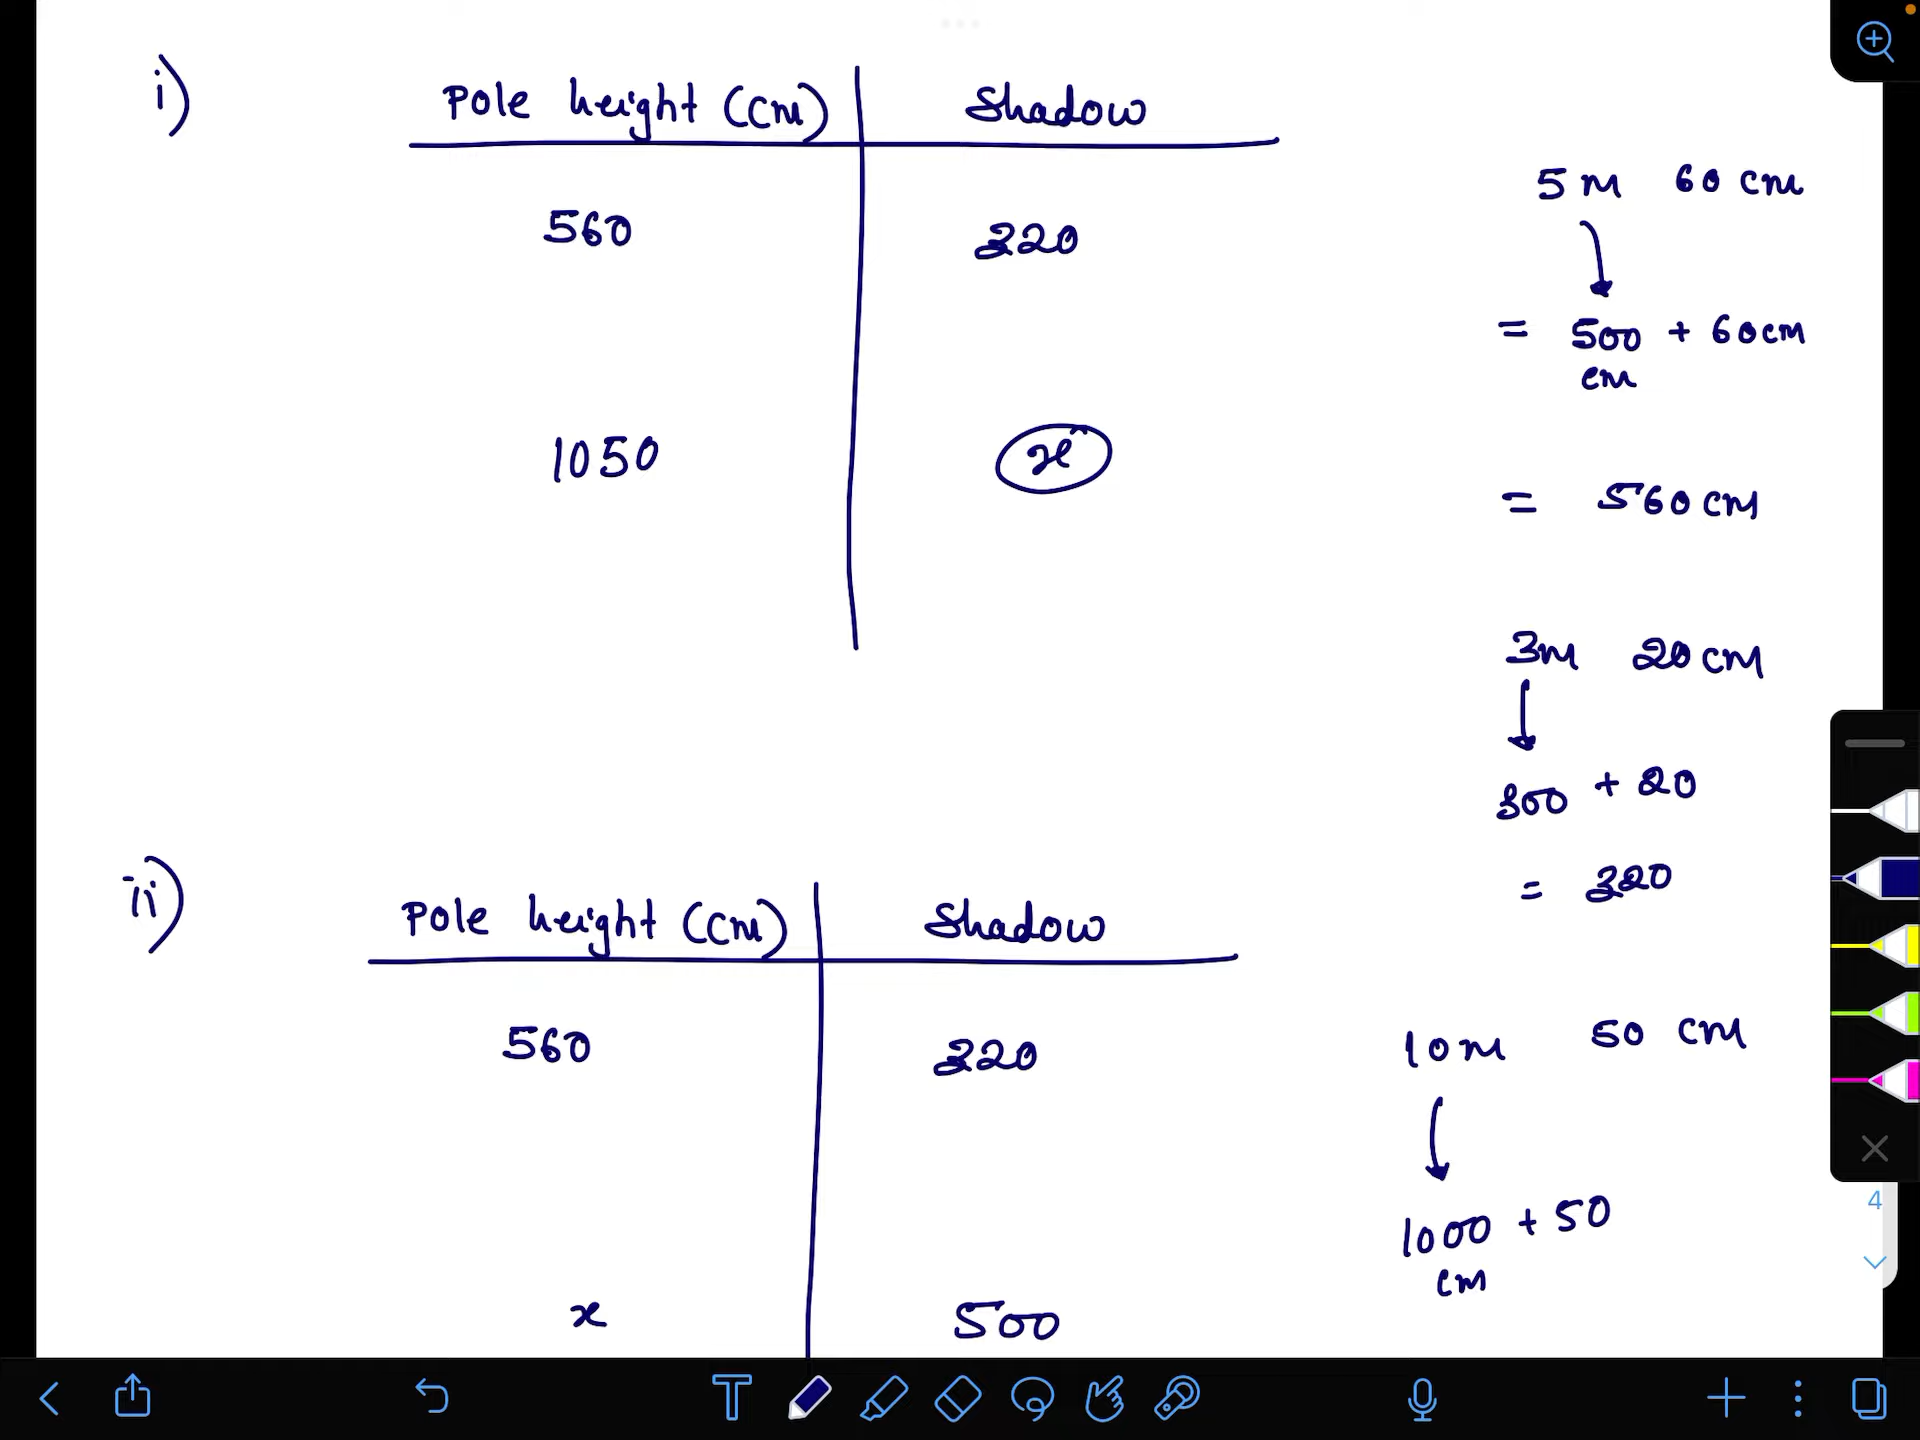 i)
Pole height (cm) Shadow
560 320
1050 x
5 m 60 cm
= 500 + 60 cm
cm
= 560 cm
3m 20 cm
300 + 20
= 320
ii)
Pole height (cm) Shadow
560 320
x 500
10 m 50 cm
1000 + 50
cm
4
T